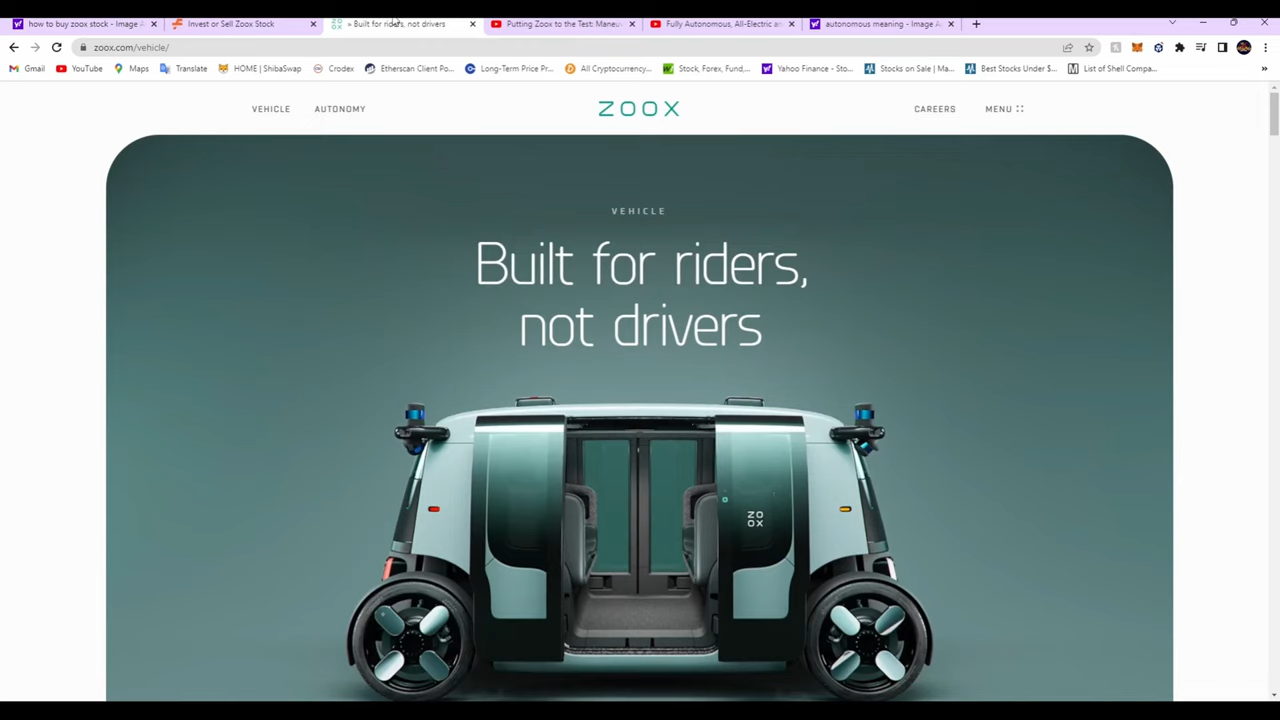 how to buy zoox stock - Image A
Invest or Sell Zoox Stock
» Built for riders, not drivers
Putting Zoox to the Test: Maneuv
Fully Autonomous, All-Electric an
autonomous meaning - Image A
zoox.com/vehicle/
Gmail
YouTube
Maps
Translate
HOME | ShibaSwap
Crodex
Etherscan Client Po...
Long-Term Price Pr...
All Cryptocurrency...
Stock, Forex, Fund,...
Yahoo Finance - Sto...
Stocks on Sale | Ma...
Best Stocks Under $...
List of Shell Compa...
VEHICLE
AUTONOMY
ZOOX
CAREERS
MENU
VEHICLE
Built for riders,
not drivers
ZO
OX